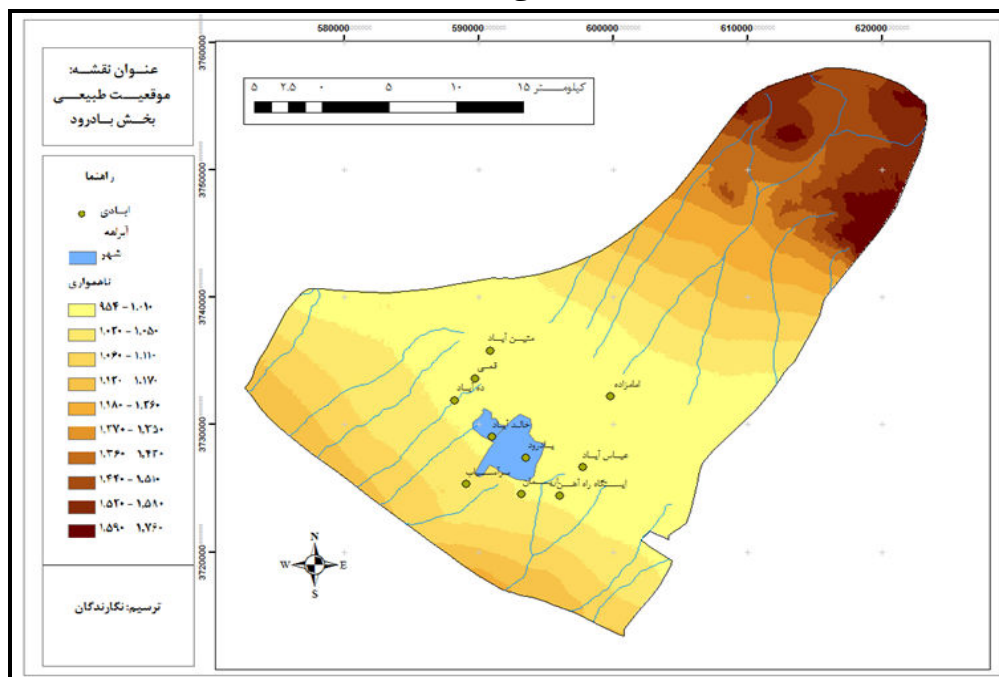 عنوان نقشه:
موقعیت طبیعی
بخش بادرود
راهنما
آبادی
آبراهه
شهر
ناهمواری
۹۵۴ - ۱،۰۱۰
۱،۰۲۰ - ۱،۰۵۰
۱،۰۶۰ - ۱،۱۱۰
۱،۱۲۰ - ۱،۱۷۰
۱،۱۸۰ - ۱،۲۶۰
۱،۲۷۰ - ۱،۳۵۰
۱،۳۶۰ - ۱،۴۳۰
۱،۴۴۰ - ۱،۵۱۰
۱،۵۲۰ - ۱،۵۸۰
۱،۵۹۰ - ۱،۷۶۰
ترسیم: نگارندگان
580000 590000 600000 610000 620000
3760000
3750000
3740000
3730000
3720000
۵ ۲.۵ ۰ ۵ ۱۰ ۱۵ کیلومتر
متین آباد
قمی
ده آباد
امامزاده
خالد آباد
بادرود
عباس آباد
سرآسیاب
ایستگاه راه آهن
N
W E
S